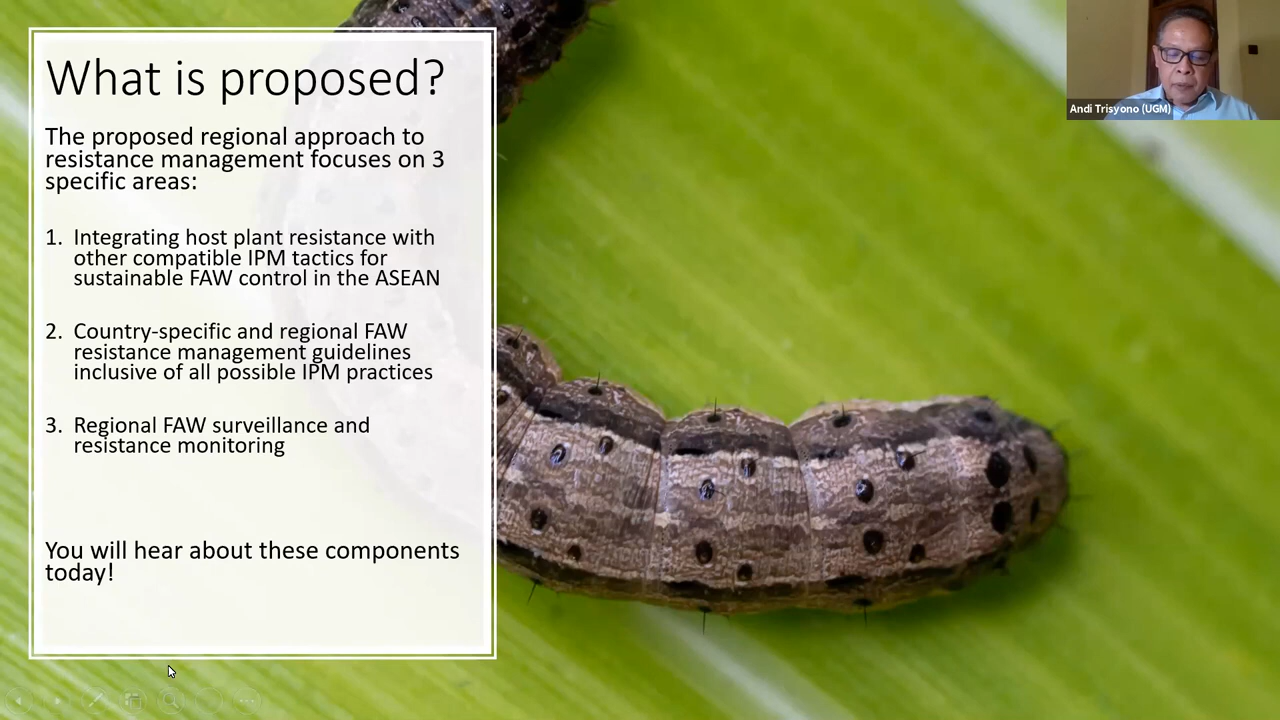 What is proposed?
The proposed regional approach to
resistance management focuses on 3
specific areas:
1. Integrating host plant resistance with
other compatible IPM tactics for
sustainable FAW control in the ASEAN
2. Country-specific and regional FAW
resistance management guidelines
inclusive of all possible IPM practices
3. Regional FAW surveillance and
resistance monitoring
You will hear about these components
today!
Andi Trisyono (UGM)